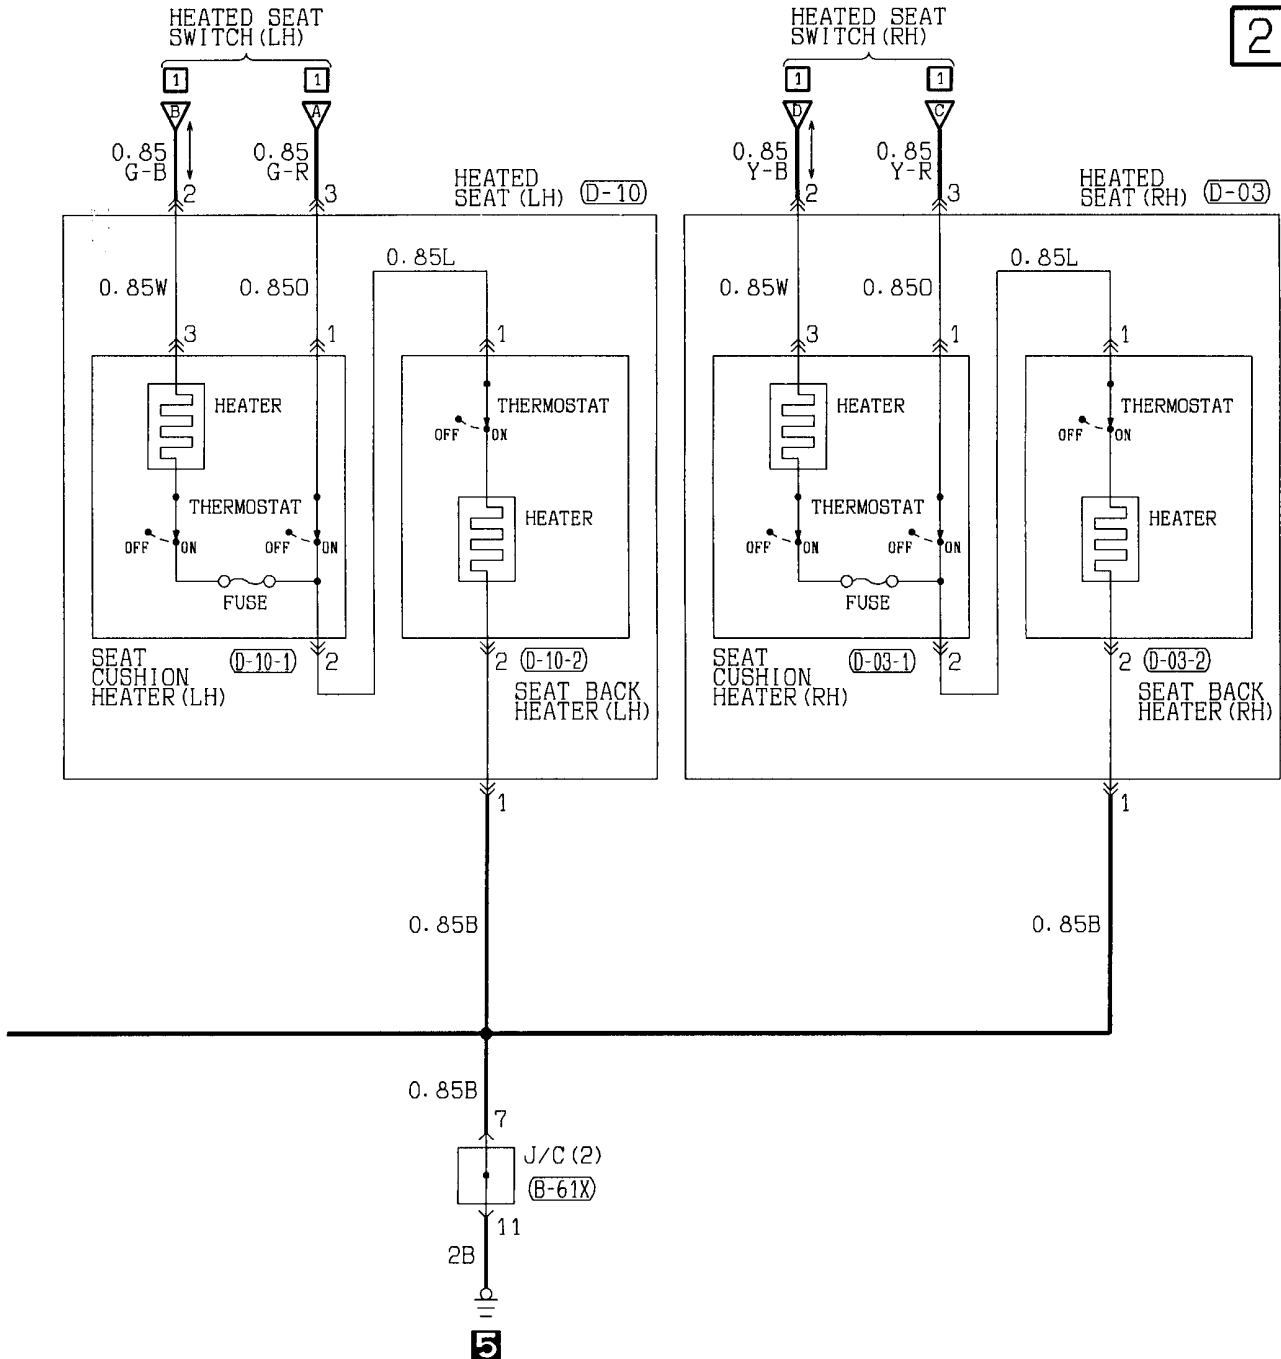 HEATED SEAT
SWITCH(LH)
HEATED SEAT
SWITCH(RH)
2
1
1
1
1
B
A
D
C
0.85
G-B
0.85
G-R
0.85
Y-B
0.85
Y-R
2
3
HEATED
SEAT(LH)
D-10
2
3
HEATED
SEAT(RH)
D-03
0.85W
0.85O
0.85L
0.85W
0.85O
0.85L
3
1
1
3
1
1
HEATER
THERMOSTAT
OFF
ON
HEATER
THERMOSTAT
OFF
ON
THERMOSTAT
OFF
ON
OFF
ON
HEATER
THERMOSTAT
OFF
ON
OFF
ON
HEATER
FUSE
FUSE
SEAT
CUSHION
HEATER(LH)
D-10-1
2
2
D-10-2
SEAT BACK
HEATER(LH)
SEAT
CUSHION
HEATER(RH)
D-03-1
2
2
D-03-2
SEAT BACK
HEATER(RH)
1
1
0.85B
0.85B
0.85B
7
J/C(2)
B-61X
11
2B
5